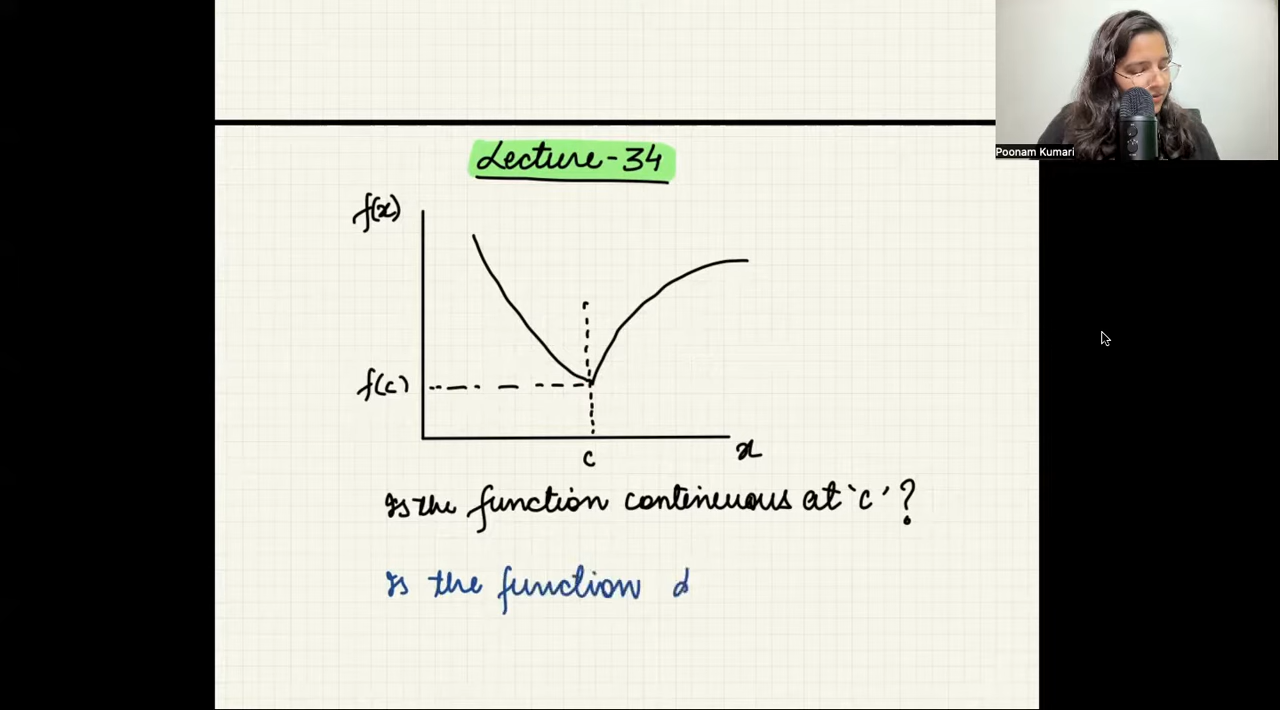 Lecture-34
Poonam Kumari
f(x)
f(c)
c
x
Is the function continuous at 'c'?
Is the function d